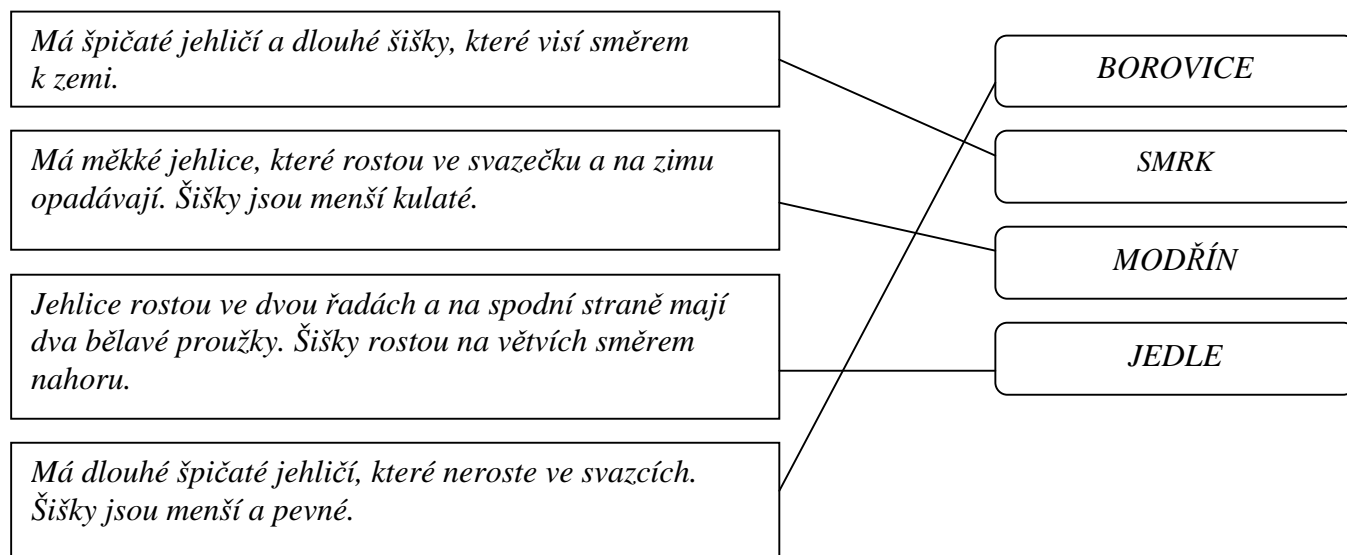 Má špičaté jehličí a dlouhé šišky, které visí směrem
k zemi.
Má měkké jehlice, které rostou ve svazečku a na zimu
opadávají. Šišky jsou menší kulaté.
Jehlice rostou ve dvou řadách a na spodní straně mají
dva bělavé proužky. Šišky rostou na větvích směrem
nahoru.
Má dlouhé špičaté jehličí, které neroste ve svazcích.
Šišky jsou menší a pevné.
BOROVICE
SMRK
MODŘÍN
JEDLE